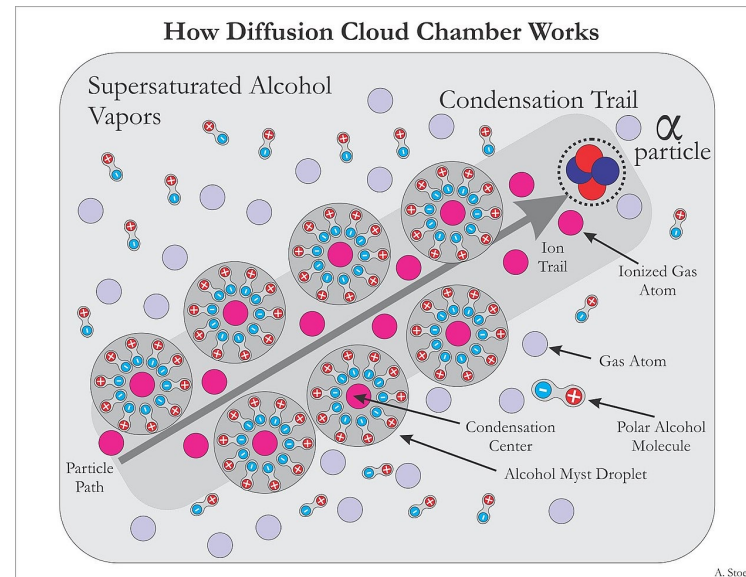 How Diffusion Cloud Chamber Works
Supersaturated Alcohol
Vapors
Condensation Trail
α
particle
Ion
Trail
Ionized Gas
Atom
Gas Atom
Polar Alcohol
Molecule
Condensation
Center
Alcohol Myst Droplet
Particle
Path